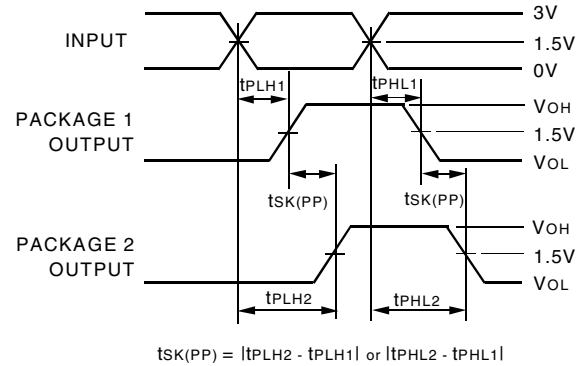 3V
INPUT
1.5V
0V
tPLH1
tPHL1
VOH
PACKAGE 1
OUTPUT
1.5V
VOL
tSK(PP)
tSK(PP)
VOH
PACKAGE 2
OUTPUT
1.5V
VOL
tPLH2
tPHL2
tSK(PP) = |tPLH2 - tPLH1| or |tPHL2 - tPHL1|